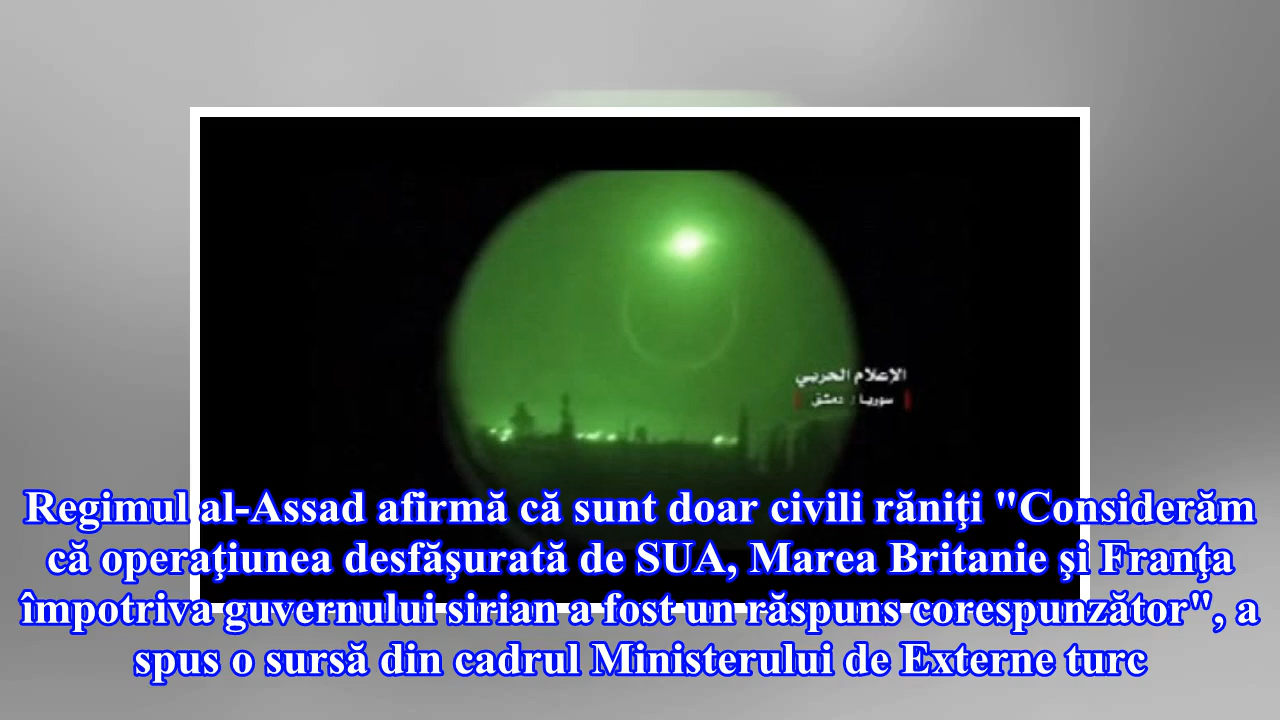 الإعلام الحربي
سوريا / دمشق
Regimul al-Assad afirmă că sunt doar civili răniţi "Considerăm
că operaţiunea desfăşurată de SUA, Marea Britanie şi Franţa
împotriva guvernului sirian a fost un răspuns corespunzător", a
spus o sursă din cadrul Ministerului de Externe turc